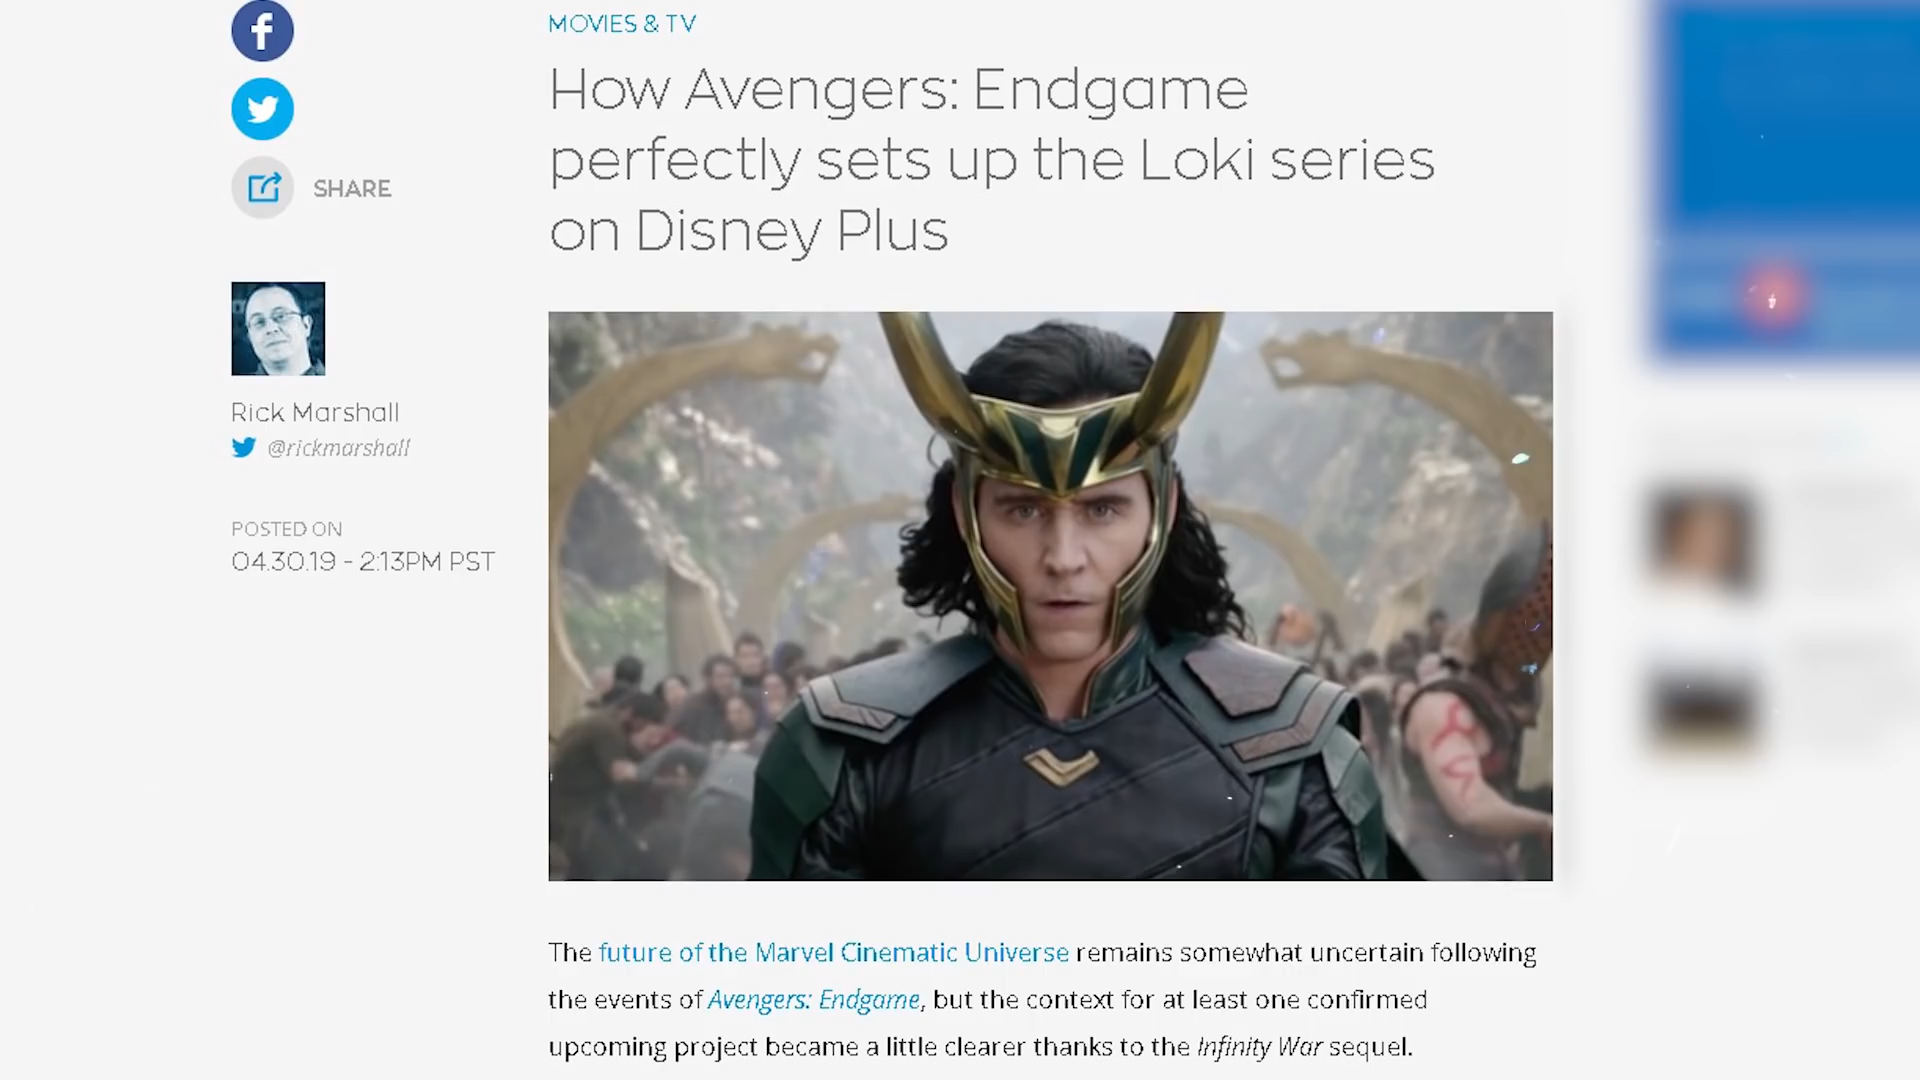 MOVIES & TV
How Avengers: Endgame
perfectly sets up the Loki series
on Disney Plus
SHARE
Rick Marshall
@rickmarshall
POSTED ON
04.30.19 - 2:13PM PST
The future of the Marvel Cinematic Universe remains somewhat uncertain following
the events of Avengers: Endgame, but the context for at least one confirmed
upcoming project became a little clearer thanks to the Infinity War sequel.